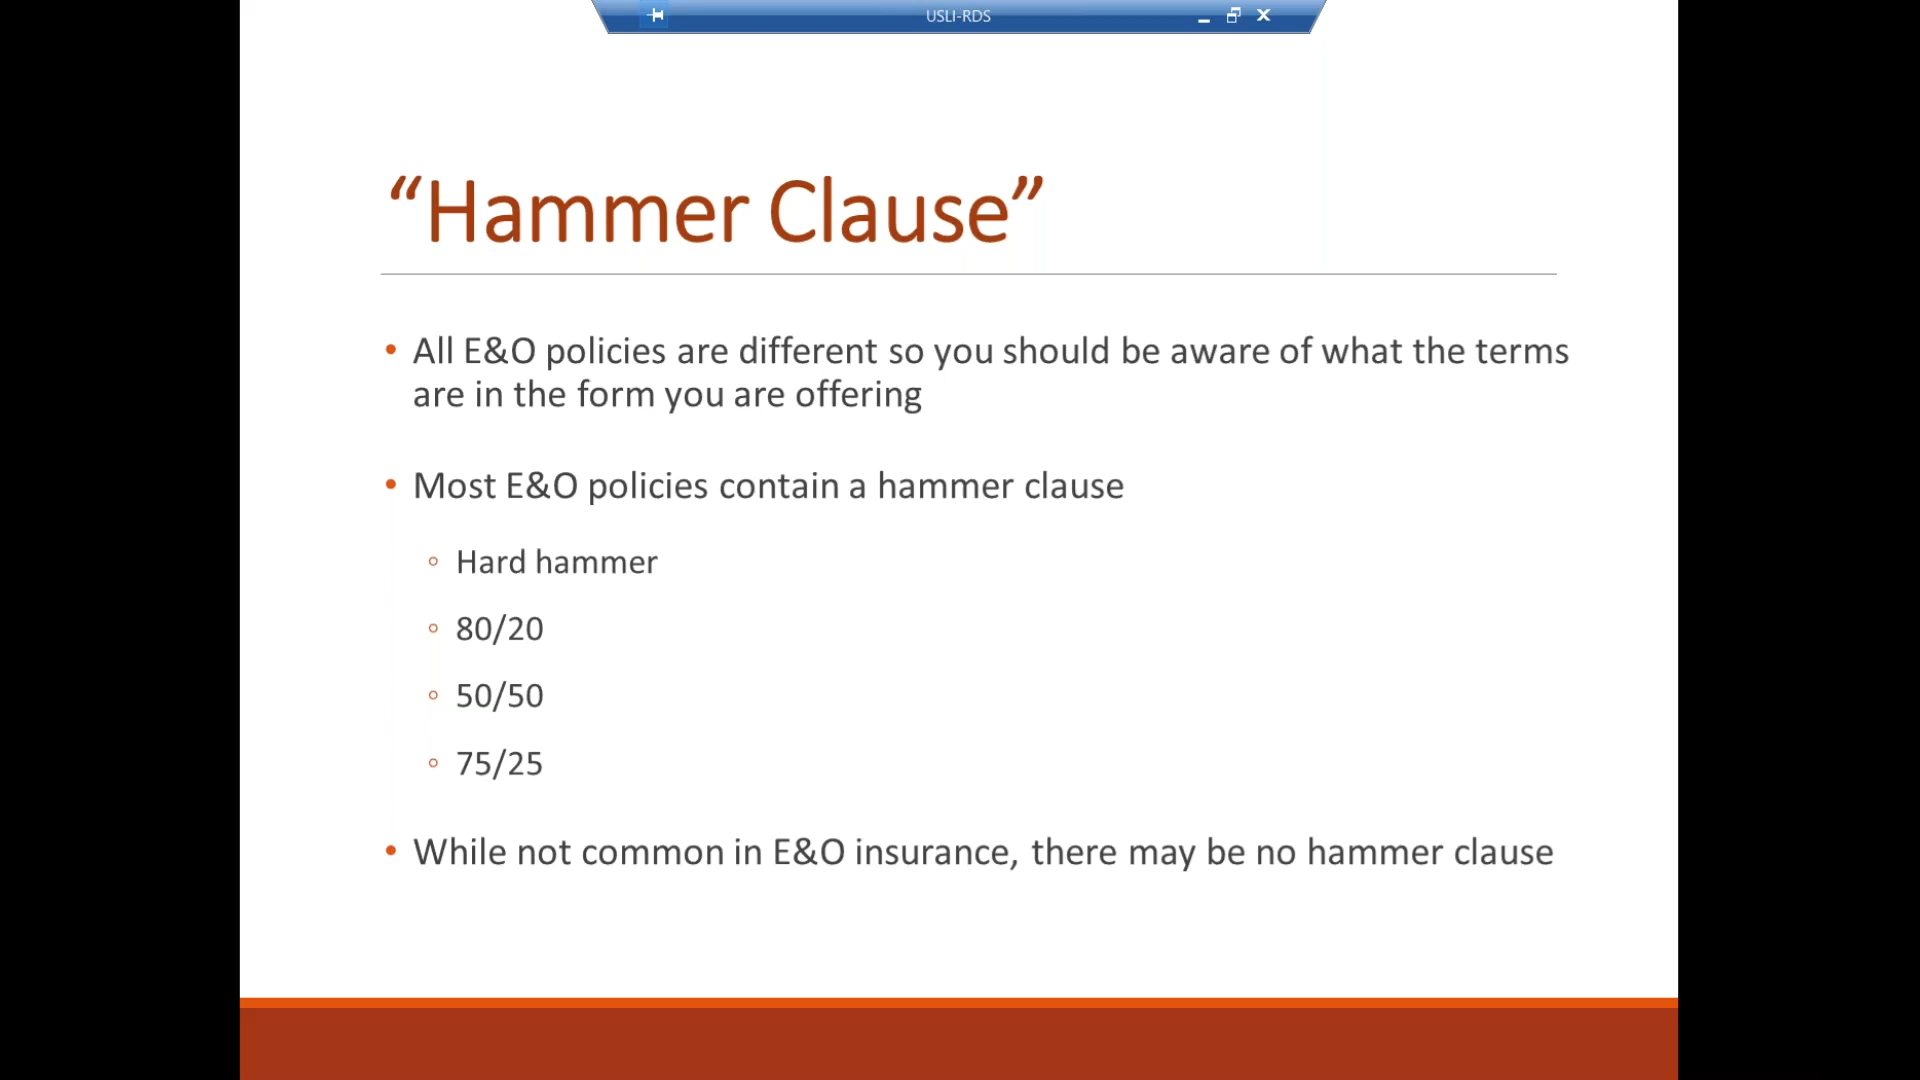 USLI-RDS
“Hammer Clause”
• All E&O policies are different so you should be aware of what the terms
are in the form you are offering
• Most E&O policies contain a hammer clause
◦ Hard hammer
◦ 80/20
◦ 50/50
◦ 75/25
• While not common in E&O insurance, there may be no hammer clause